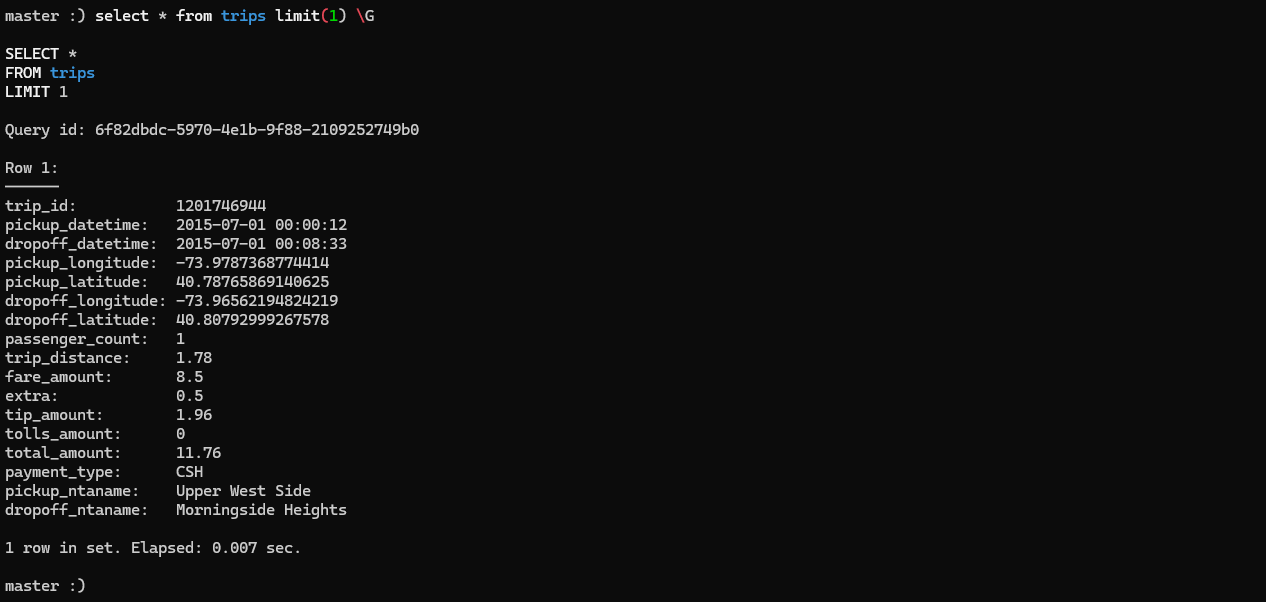 master :) select * from trips limit(1) \G
SELECT *
FROM trips
LIMIT 1
Query id: 6f82dbdc-5970-4e1b-9f88-2109252749b0
Row 1:
trip_id: 1201746944
pickup_datetime: 2015-07-01 00:00:12
dropoff_datetime: 2015-07-01 00:08:33
pickup_longitude: -73.9787368774414
pickup_latitude: 40.78765869140625
dropoff_longitude: -73.96562194824219
dropoff_latitude: 40.80792999267578
passenger_count: 1
trip_distance: 1.78
fare_amount: 8.5
extra: 0.5
tip_amount: 1.96
tolls_amount: 0
total_amount: 11.76
payment_type: CSH
pickup_ntaname: Upper West Side
dropoff_ntaname: Morningside Heights
1 row in set. Elapsed: 0.007 sec.
master :)